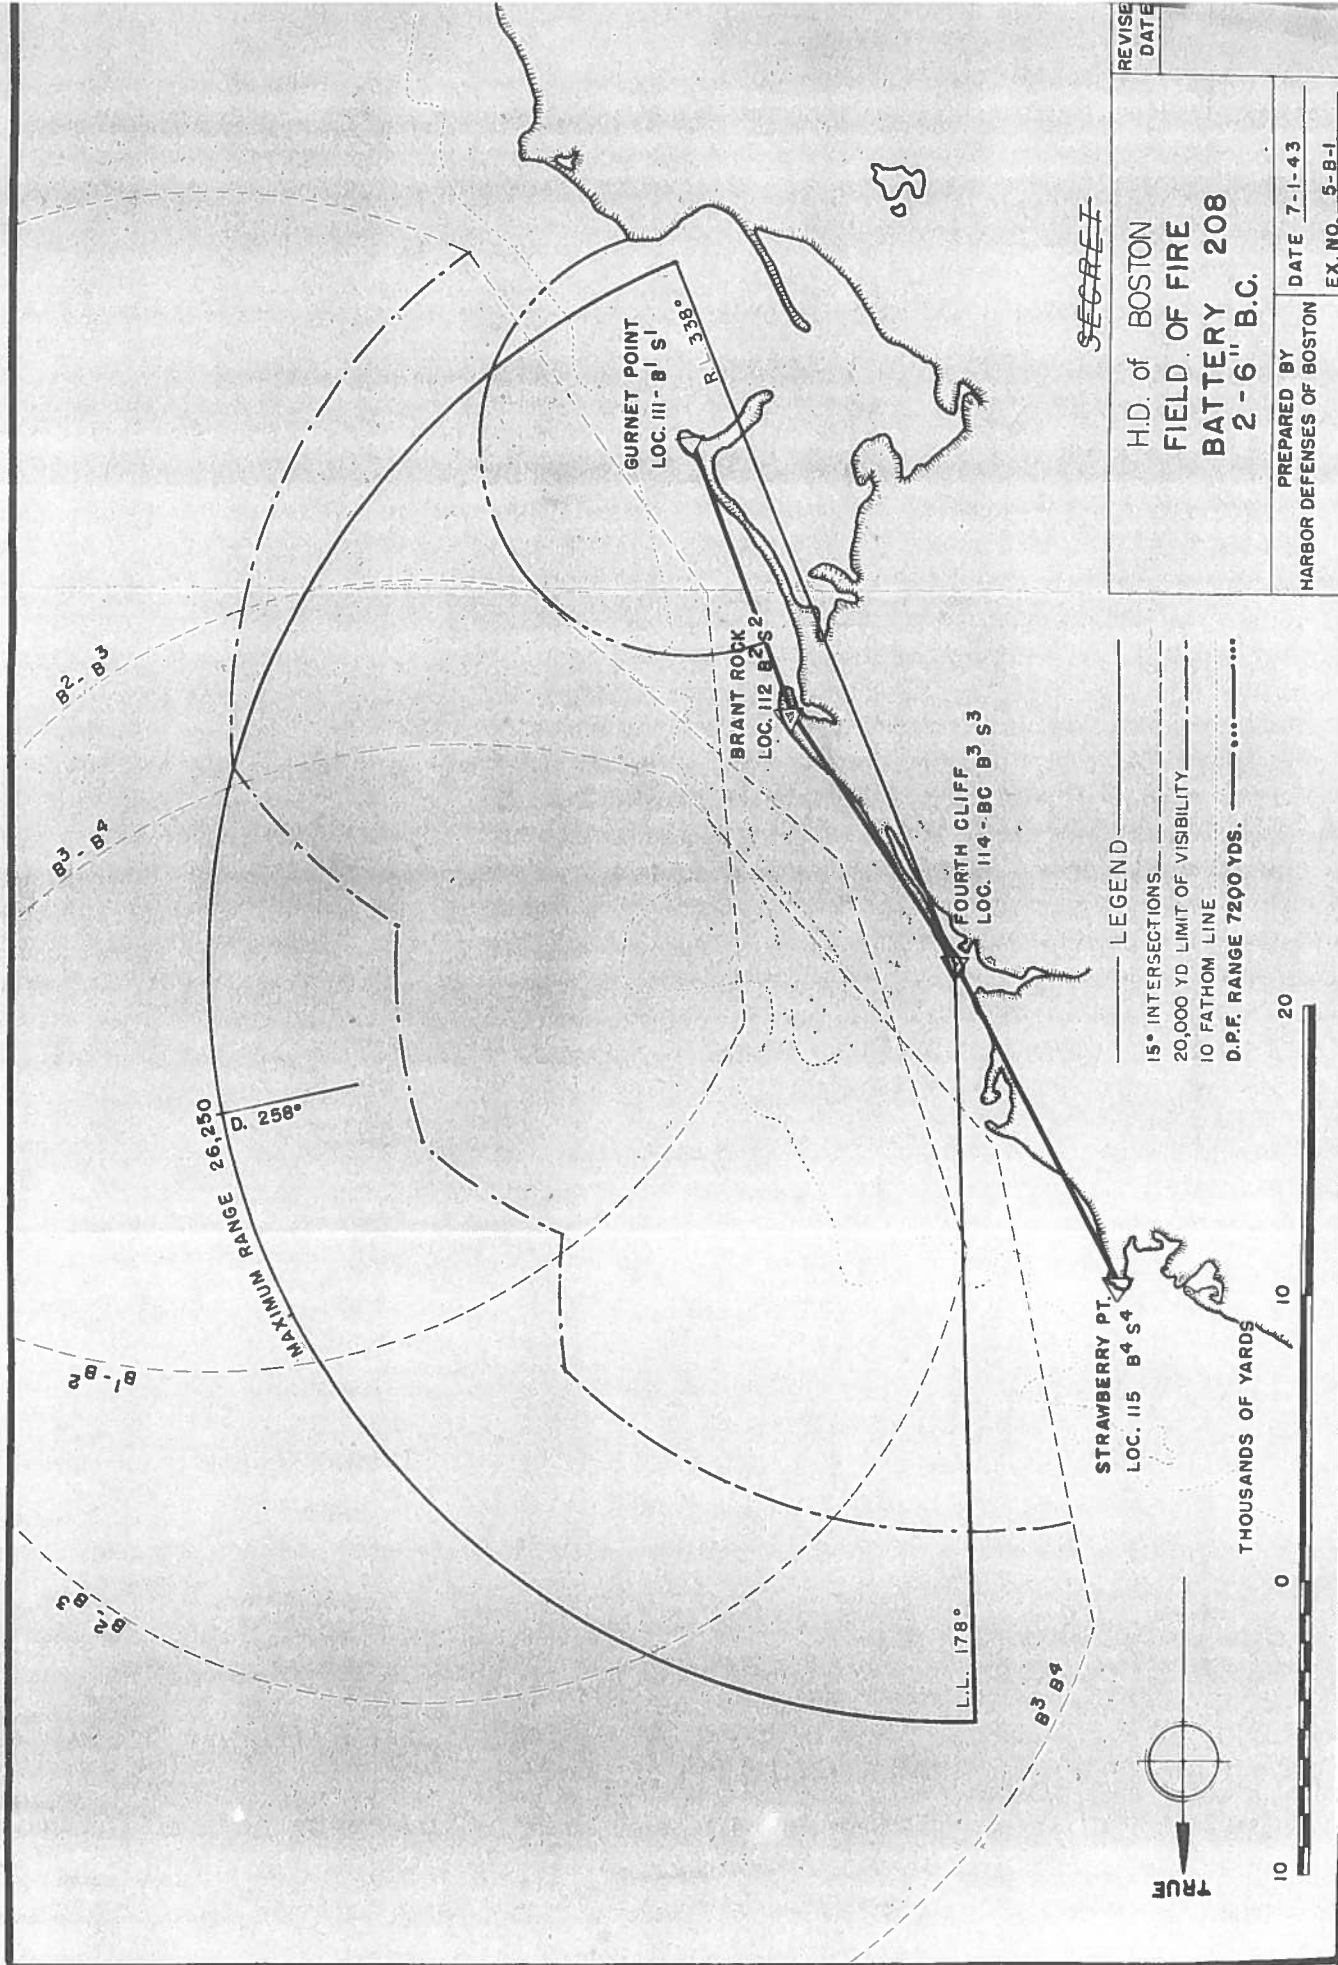 B² - B³
B³ - B⁴
MAXIMUM RANGE 26,250
D. 258°
B¹ - B²
B² - B³
GURNET POINT
LOC. 111 - B¹ S¹
R.L. 338°
BRANT ROCK
LOC. 112 B² S²
FOURTH CLIFF
LOC. 114 - BC B³ S³
STRAWBERRY PT.
LOC. 115 B⁴ S⁴
L.L. 178°
B³ B⁴
SECRET
H.D. of BOSTON
FIELD OF FIRE
BATTERY 208
2 - 6" B.C.
PREPARED BY
HARBOR DEFENSES OF BOSTON
DATE 7-1-43
EX. NO. 5-B-1
REVISE
DATE
LEGEND
15° INTERSECTIONS
20,000 YD LIMIT OF VISIBILITY
10 FATHOM LINE
D.P.F. RANGE 7200 YDS.
THOUSANDS OF YARDS
10 0 10 20
TRUE